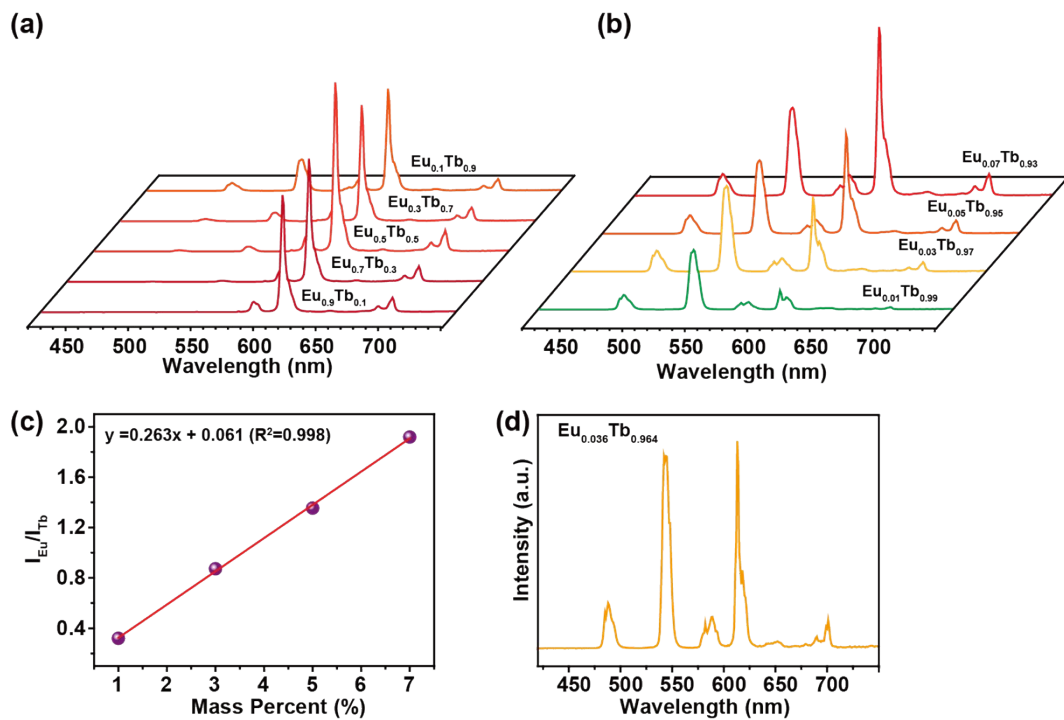 (a)
Eu0.1Tb0.9
Eu0.3Tb0.7
Eu0.5Tb0.5
Eu0.7Tb0.3
Eu0.9Tb0.1
450 500 550 600 650 700
Wavelength (nm)
(b)
Eu0.07Tb0.93
Eu0.05Tb0.95
Eu0.03Tb0.97
Eu0.01Tb0.99
450 500 550 600 650 700
Wavelength (nm)
(c)
y =0.263x + 0.061 (R²=0.998)
IEu/ITb
2.0
1.6
1.2
0.8
0.4
1 2 3 4 5 6 7
Mass Percent (%)
(d)
Eu0.036Tb0.964
Intensity (a.u.)
450 500 550 600 650 700
Wavelength (nm)